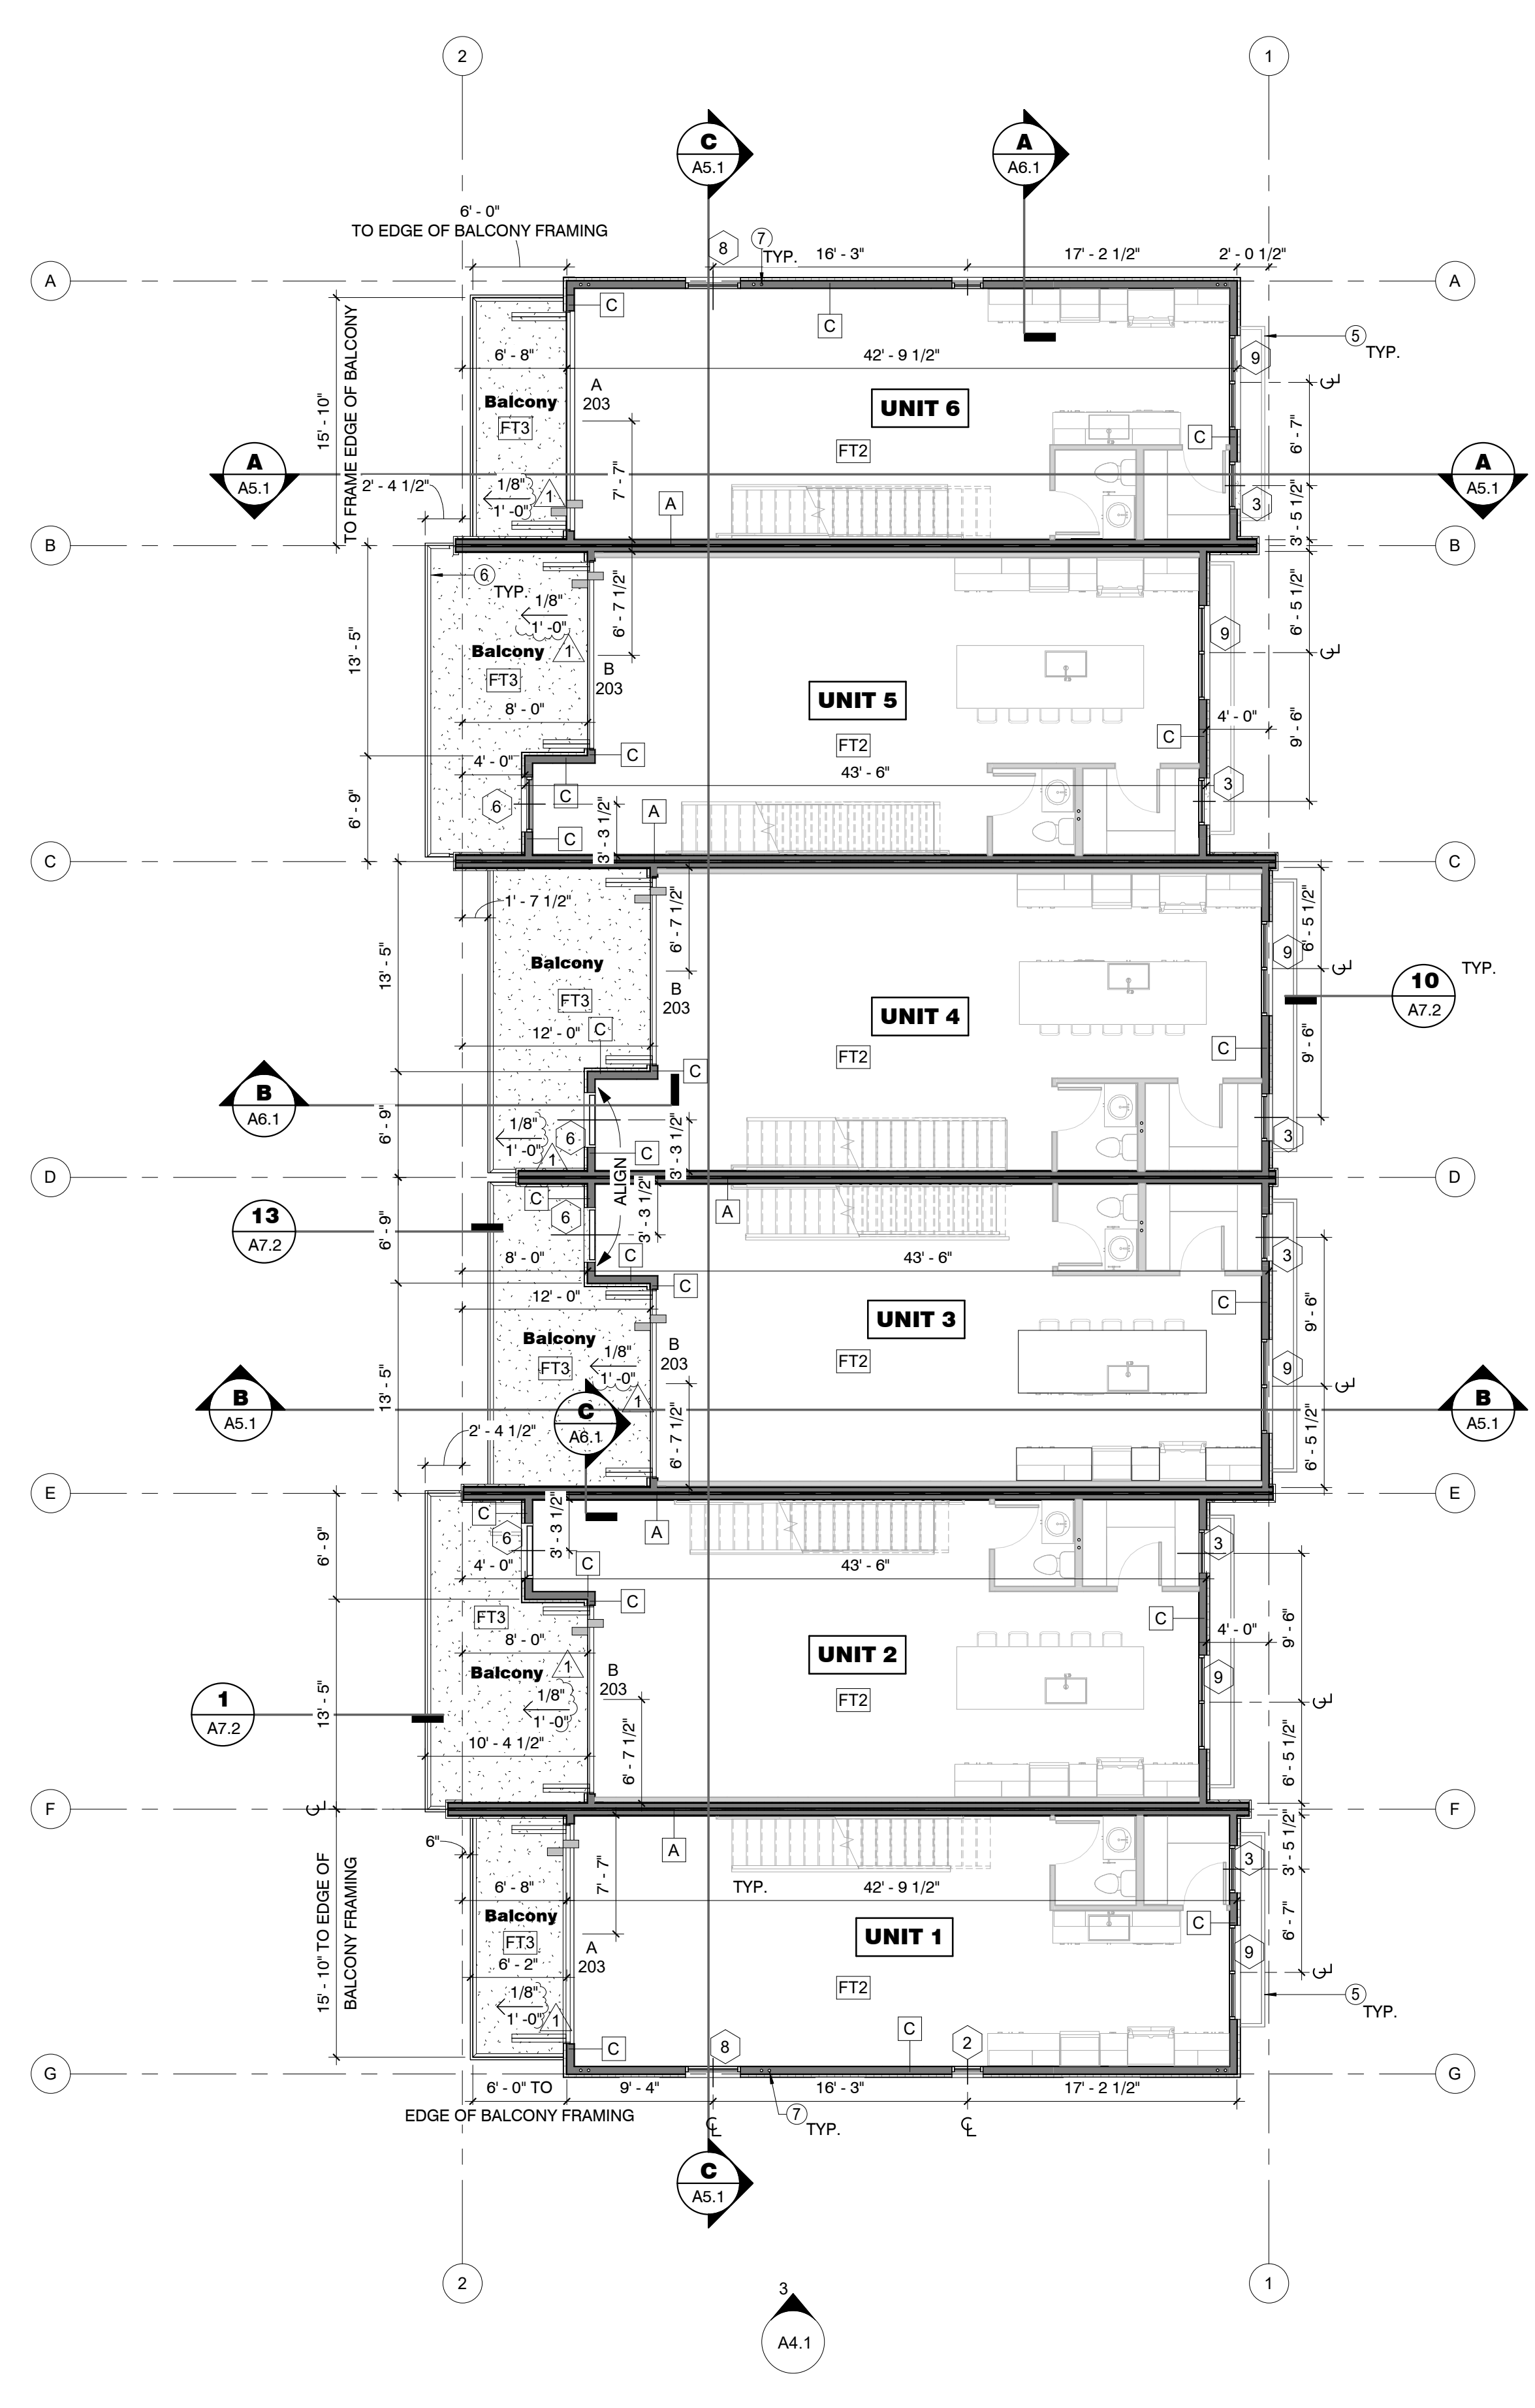 2
1
C
A5.1
A
A6.1
6' - 0"
TO EDGE OF BALCONY FRAMING
8
7
TYP.
16' - 3"
17' - 2 1/2"
2' - 0 1/2"
A
A
C
C
5
TYP.
9
6' - 8"
42' - 9 1/2"
15' - 10"
TO FRAME EDGE OF BALCONY
Balcony
FT3
A
203
UNIT 6
FT2
C
6' - 7"
7' - 7"
A
A5.1
A
A5.1
2' - 4 1/2"
1/8"
1' -0"
1
A
3
3' - 5 1/2"
B
B
6
TYP.
1/8"
1' -0"
6' - 7 1/2"
6' - 5 1/2"
13' - 5"
Balcony
1
FT3
B
203
9
UNIT 5
FT2
8' - 0"
4' - 0"
9' - 6"
C
C
4' - 0"
43' - 6"
C
6
3
6' - 9"
C
A
3' - 3 1/2"
C
C
1' - 7 1/2"
6' - 7 1/2"
6' - 5 1/2"
13' - 5"
Balcony
9
TYP.
10
A7.2
FT3
B
203
UNIT 4
FT2
12' - 0"
C
C
C
9' - 6"
B
A6.1
6' - 9"
1/8"
1' -0"
1
6
C
3' - 3 1/2"
3
ALIGN
D
D
C
6
A
3' - 3 1/2"
13
A7.2
6' - 9"
8' - 0"
C
43' - 6"
3
C
12' - 0"
C
9' - 6"
Balcony
UNIT 3
B
203
1/8"
1' -0"
FT3
FT2
9
1
13' - 5"
B
A5.1
C
A6.1
B
A5.1
2' - 4 1/2"
6' - 7 1/2"
6' - 5 1/2"
E
E
C
6
3' - 3 1/2"
A
3
6' - 9"
4' - 0"
C
43' - 6"
C
FT3
C
8' - 0"
4' - 0"
9' - 6"
UNIT 2
Balcony
1
B
203
9
1/8"
1' -0"
FT2
1
A7.2
13' - 5"
10' - 4 1/2"
6' - 7 1/2"
6' - 5 1/2"
F
F
6"
A
3
3' - 5 1/2"
6' - 8"
7' - 7"
TYP.
42' - 9 1/2"
Balcony
UNIT 1
C
6' - 7"
FT3
A
203
9
6' - 2"
15' - 10" TO EDGE OF
BALCONY FRAMING
1/8"
1' -0"
1
FT2
5
TYP.
C
8
C
2
G
G
6' - 0" TO
EDGE OF BALCONY FRAMING
9' - 4"
16' - 3"
17' - 2 1/2"
7
TYP.
C
A5.1
2
1
3
A4.1